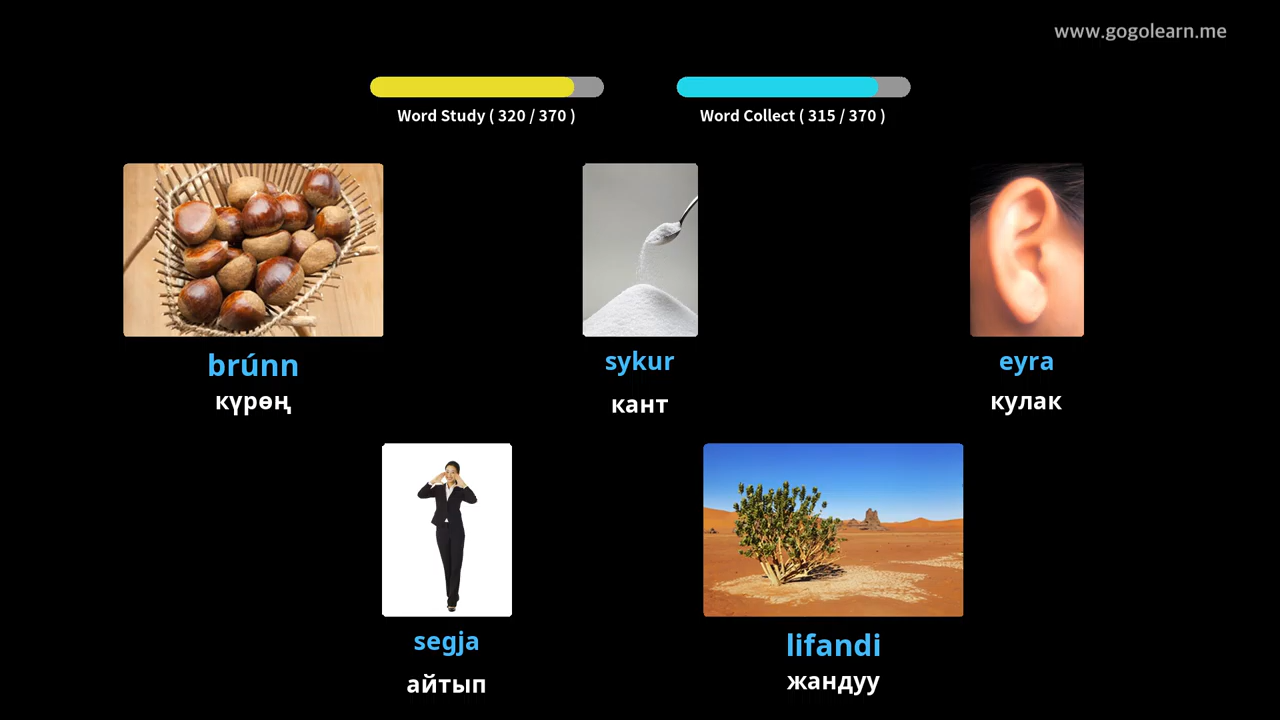 www.gogolearn.me
Word Study ( 320 / 370 )
Word Collect ( 315 / 370 )
brúnn
күрөң
sykur
кант
eyra
кулак
segja
айтып
lifandi
жандуу